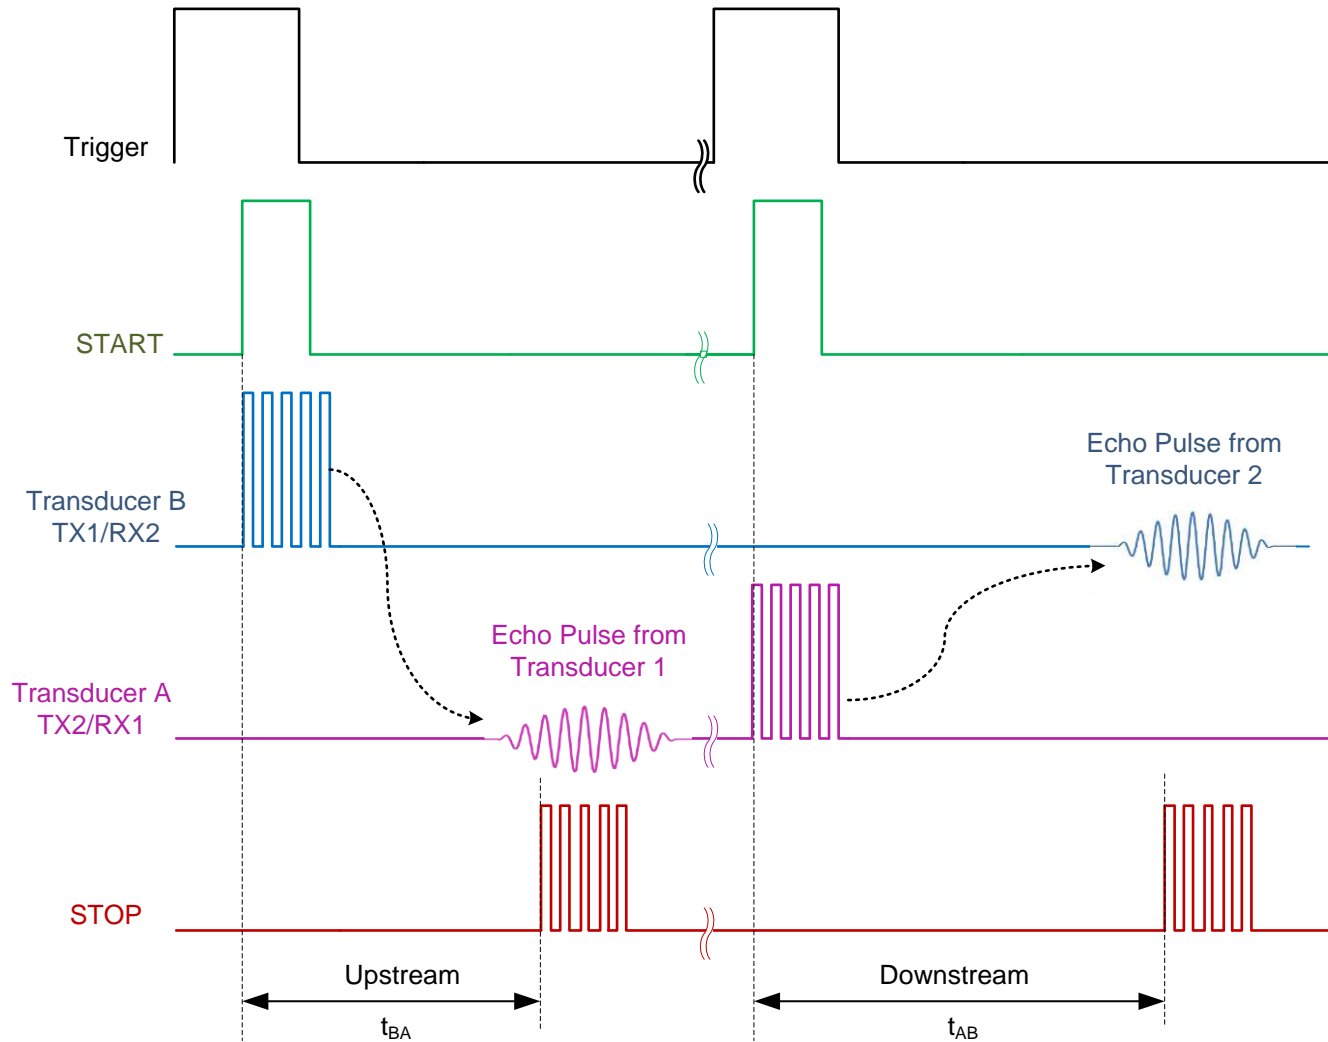 Trigger
START
Echo Pulse from
Transducer 2
Transducer B
TX1/RX2
Echo Pulse from
Transducer 1
Transducer A
TX2/RX1
STOP
Upstream
Downstream
tBA
tAB